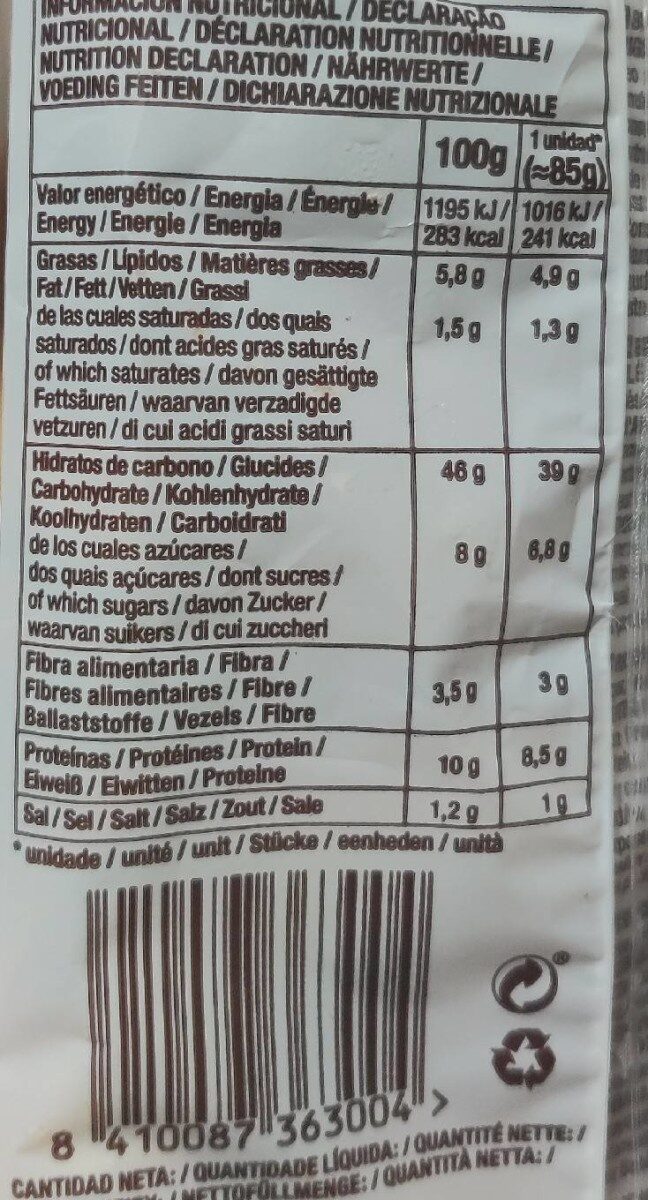 INFORMACIÓN NUTRICIONAL / DECLARAÇÃO
NUTRICIONAL / DÉCLARATION NUTRITIONNELLE /
NUTRITION DECLARATION / NÄHRWERTE /
VOEDING FEITEN / DICHIARAZIONE NUTRIZIONALE
100g 1 unidad*
(≈85g)
Valor energético / Energia / Énergie / 1195 kJ / 1016 kJ /
Energy / Energie / Energia 283 kcal 241 kcal
Grasas / Lípidos / Matières grasses / 5,8 g 4,9 g
Fat / Fett / Vetten / Grassi
de las cuales saturadas / dos quais 1,5 g 1,3 g
saturados / dont acides gras saturés /
of which saturates / davon gesättigte
Fettsäuren / waarvan verzadigde
vetzuren / di cui acidi grassi saturi
Hidratos de carbono / Glucides / 46 g 39 g
Carbohydrate / Kohlenhydrate /
Koolhydraten / Carboidrati
de los cuales azúcares / 8 g 6,8 g
dos quais açúcares / dont sucres /
of which sugars / davon Zucker /
waarvan suikers / di cui zuccheri
Fibra alimentaria / Fibra / 3,5 g 3 g
Fibres alimentaires / Fibre /
Ballaststoffe / Vezels / Fibre
Proteínas / Protéines / Protein / 10 g 8,5 g
Eiweiß / Eiwitten / Proteine
Sal / Sel / Salt / Salz / Zout / Sale 1,2 g 1 g
* unidade / unité / unit / Stücke / eenheden / unità
8 410087 363004 >
CANTIDAD NETA: / QUANTIDADE LÍQUIDA: / QUANTITÉ NETTE: /
/ NETTOFÜLLMENGE: / QUANTITÀ NETTA: /